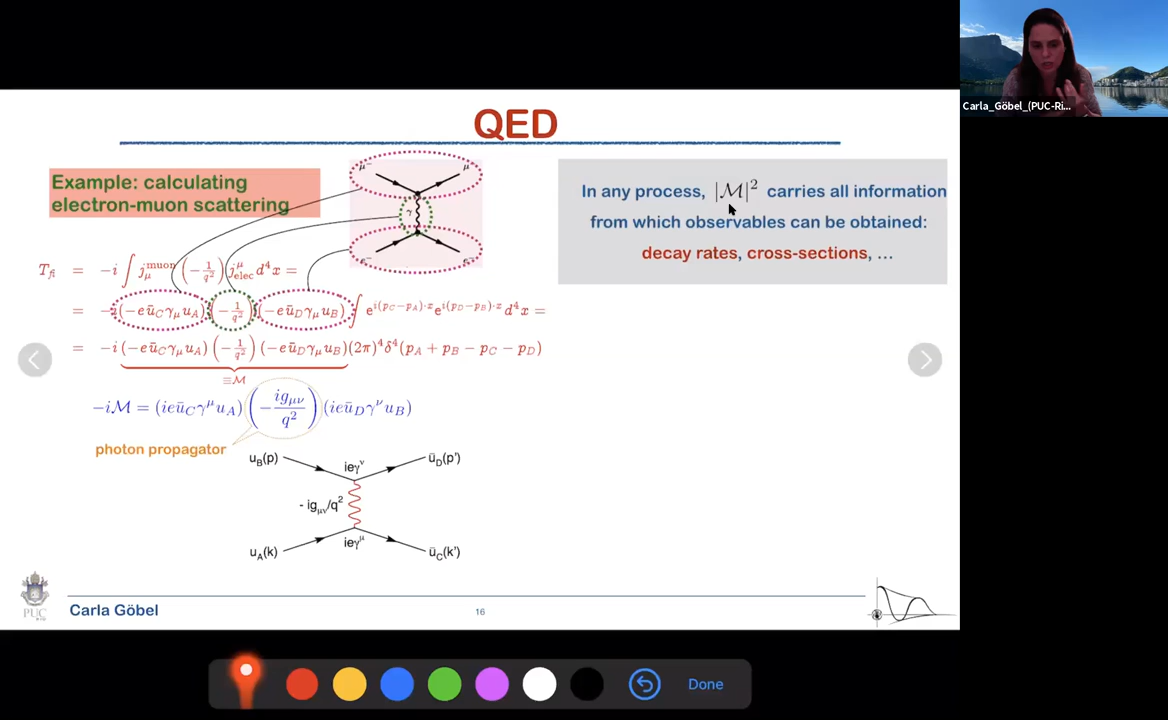 QED
Carla_Göbel_(PUC-Ri...
Example: calculating
electron-muon scattering
μ⁻ μ⁻
γ
e⁻ e⁻
In any process, |ℳ|² carries all information
from which observables can be obtained:
decay rates, cross-sections, ...
T_fi = −i ∫ j_μ^muon (−1/q²) j_elec^μ d⁴x =
= −i (−e ū_C γ_μ u_A) (−1/q²) (−e ū_D γ_μ u_B) ∫ e^{i(p_C−p_A)·x} e^{i(p_D−p_B)·x} d⁴x =
= −i (−e ū_C γ_μ u_A) (−1/q²) (−e ū_D γ_μ u_B)(2π)⁴δ⁴(p_A + p_B − p_C − p_D)
≡ℳ
−iℳ = (ie ū_C γ^μ u_A) (−ig_μν/q²) (ie ū_D γ^ν u_B)
photon propagator
u_B(p) ieγ^ν ū_D(p')
- ig_μν/q²
u_A(k) ieγ^μ ū_C(k')
PUC
Carla Göbel
16
Done